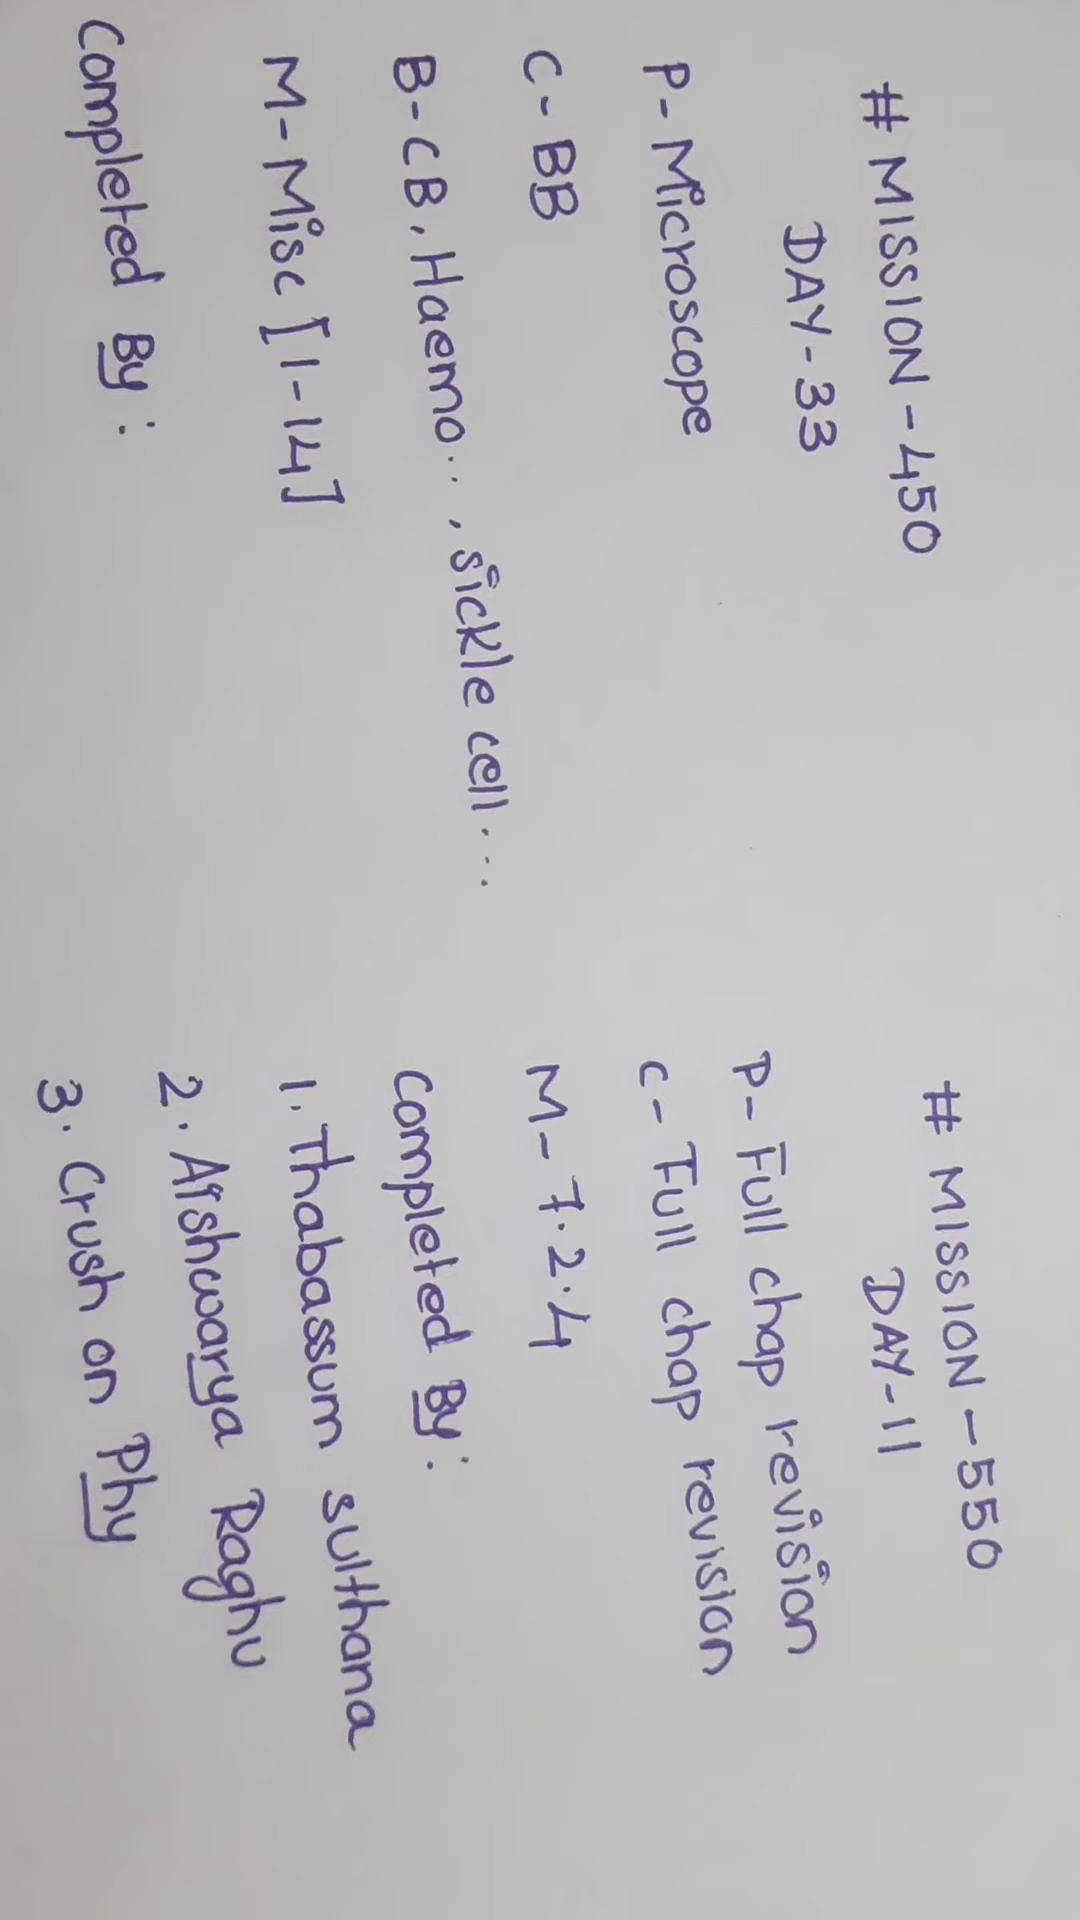 # MISSION-450
DAY-33
P-Microscope
C-BB
B-CB, Haemo.., sickle cell...
M-Misc [1-14]
Completed By:
# MISSION-550
DAY-11
P-Full chap revision
C-Full chap revision
M-7.2.4
Completed By:
1. Thabassum sulthana
2. Aishwarya Raghu
3. Crush on Phy